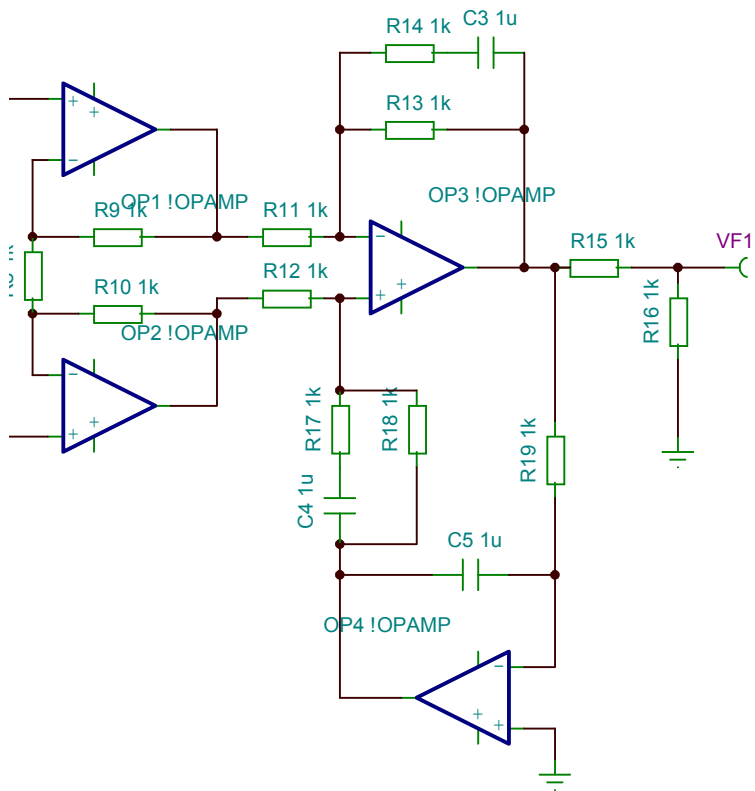 R14 1k
C3 1u
R13 1k
OP1 !OPAMP
OP3 !OPAMP
R9 1k
R11 1k
R15 1k
VF1
R12 1k
R10 1k
R16 1k
OP2 !OPAMP
R17 1k
R18 1k
R19 1k
C4 1u
C5 1u
OP4 !OPAMP